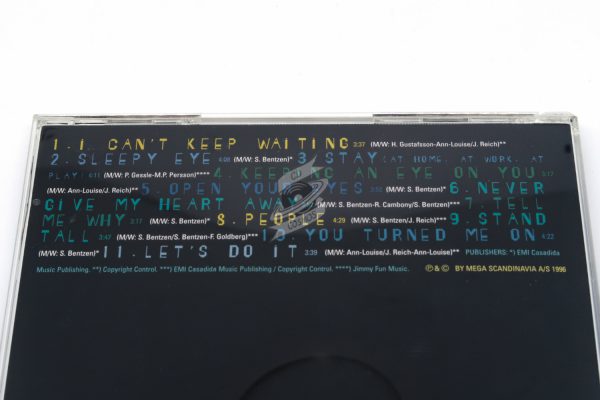 1. I CAN'T KEEP WAITING 3:37 (M/W: H. Gustafsson-Ann-Louise/J. Reich)**
2. SLEEPY EYE 4:08 (M/W: S. Bentzen)* 3 STAY (AT HOME, AT WORK, AT
PLAY) 6:11 (M/W: P. Gessle-M.P. Persson)**** 4. KEEPING AN EYE ON YOU 3:17
(M/W: Ann-Louise/J. Reich) 5. OPEN YOUR EYES (M/W: S. Bentzen)* 6. NEVER
GIVE MY HEART AWAY (M/W: S. Bentzen-R. Cambony/S. Bentzen) 7. TELL
ME WHY 3:17 (M/W: S. Bentzen)* 8. PEOPLE 4:29 (M/W: S. Bentzen/J. Reich)*** 9. STAND
TALL 3:47 (M/W: S. Bentzen/S. Bentzen-F. Goldberg)*** 10. YOU TURNED ME ON 4:22
(M/W: S. Bentzen)* 11. LET'S DO IT 3:39 (M/W: Ann-Louise/J. Reich-Ann-Louise)** PUBLISHERS: *) EMI Casadida
Music Publishing. **) Copyright Control. ***) EMI Casadida Music Publishing / Copyright Control. ****) Jimmy Fun Music. ℗ & © BY MEGA SCANDINAVIA A/S 1996